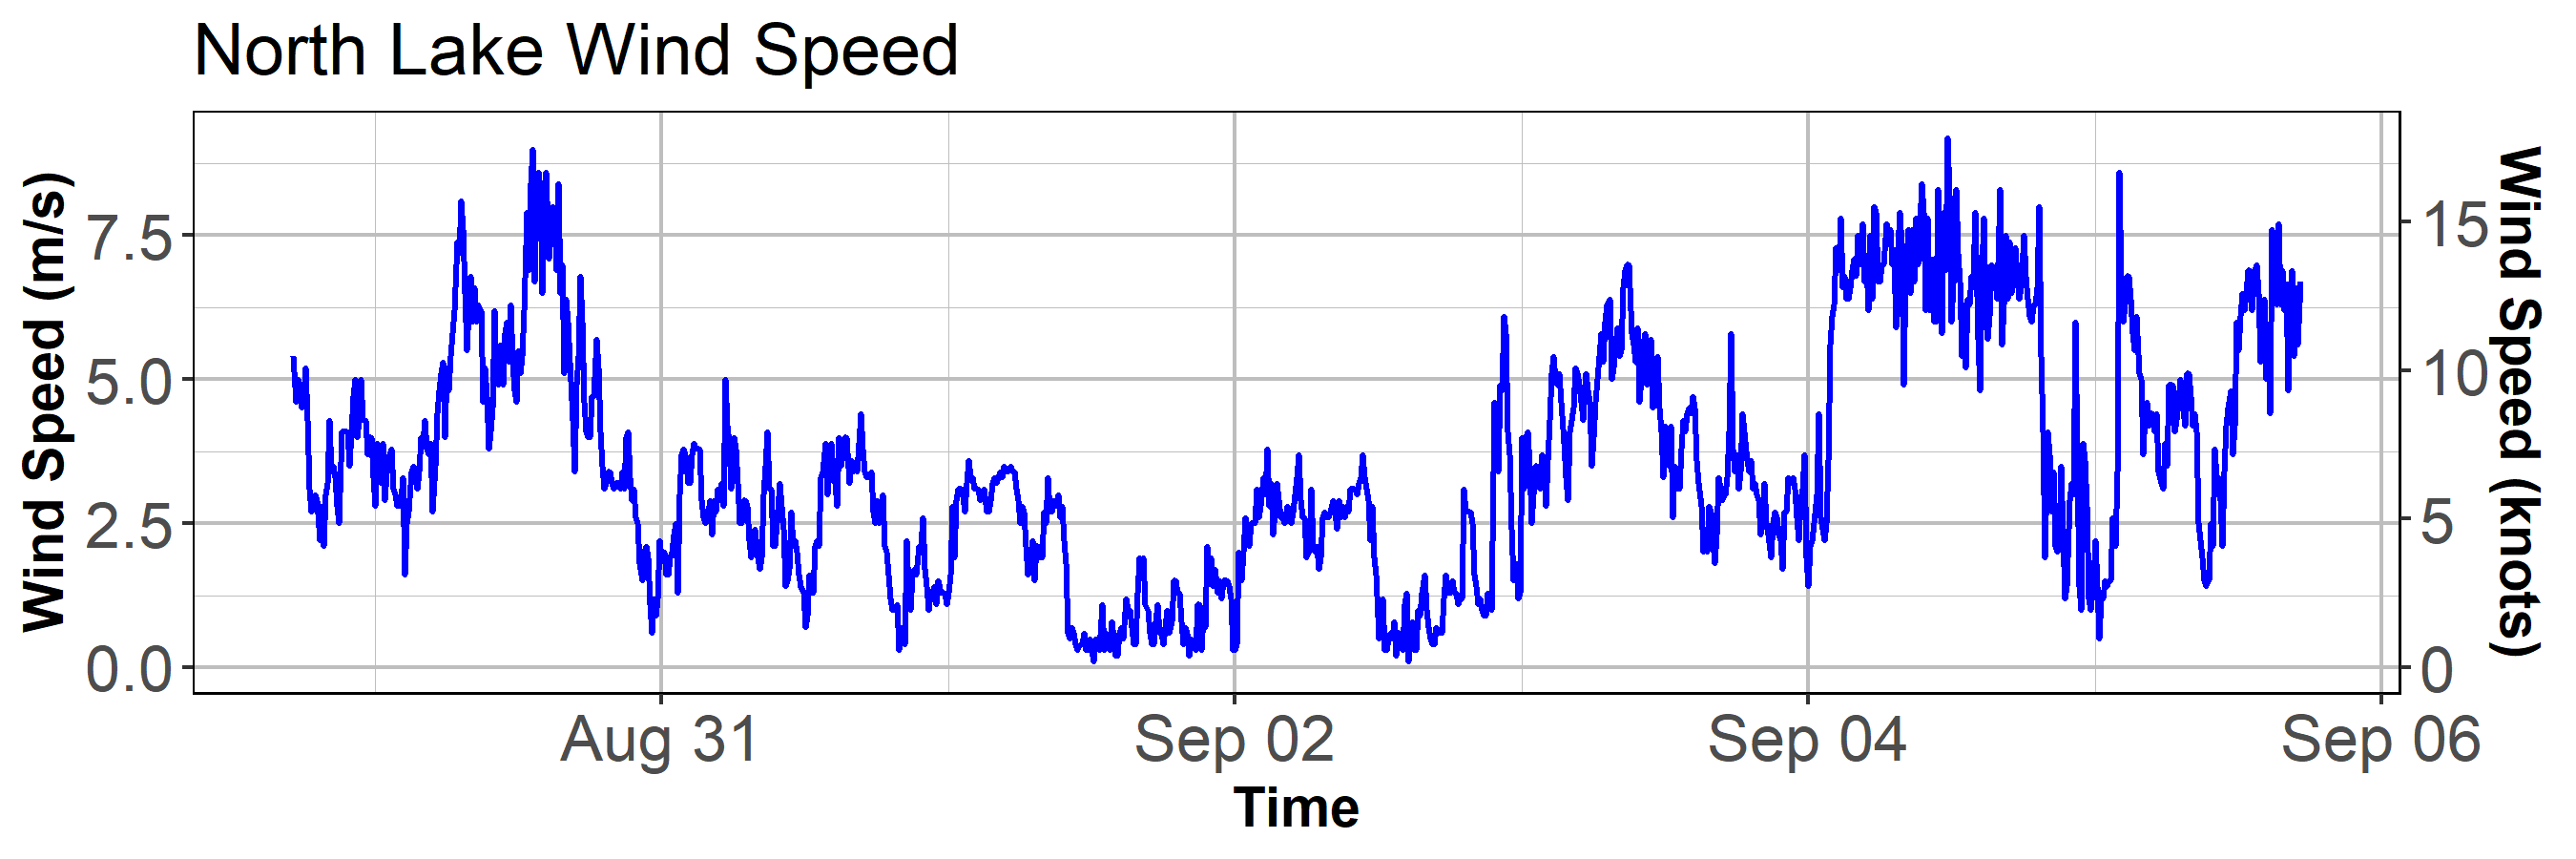 North Lake Wind Speed
Wind Speed (m/s)
7.5
5.0
2.5
0.0
15
10
5
0
Wind Speed (knots)
Aug 31
Sep 02
Sep 04
Sep 06
Time